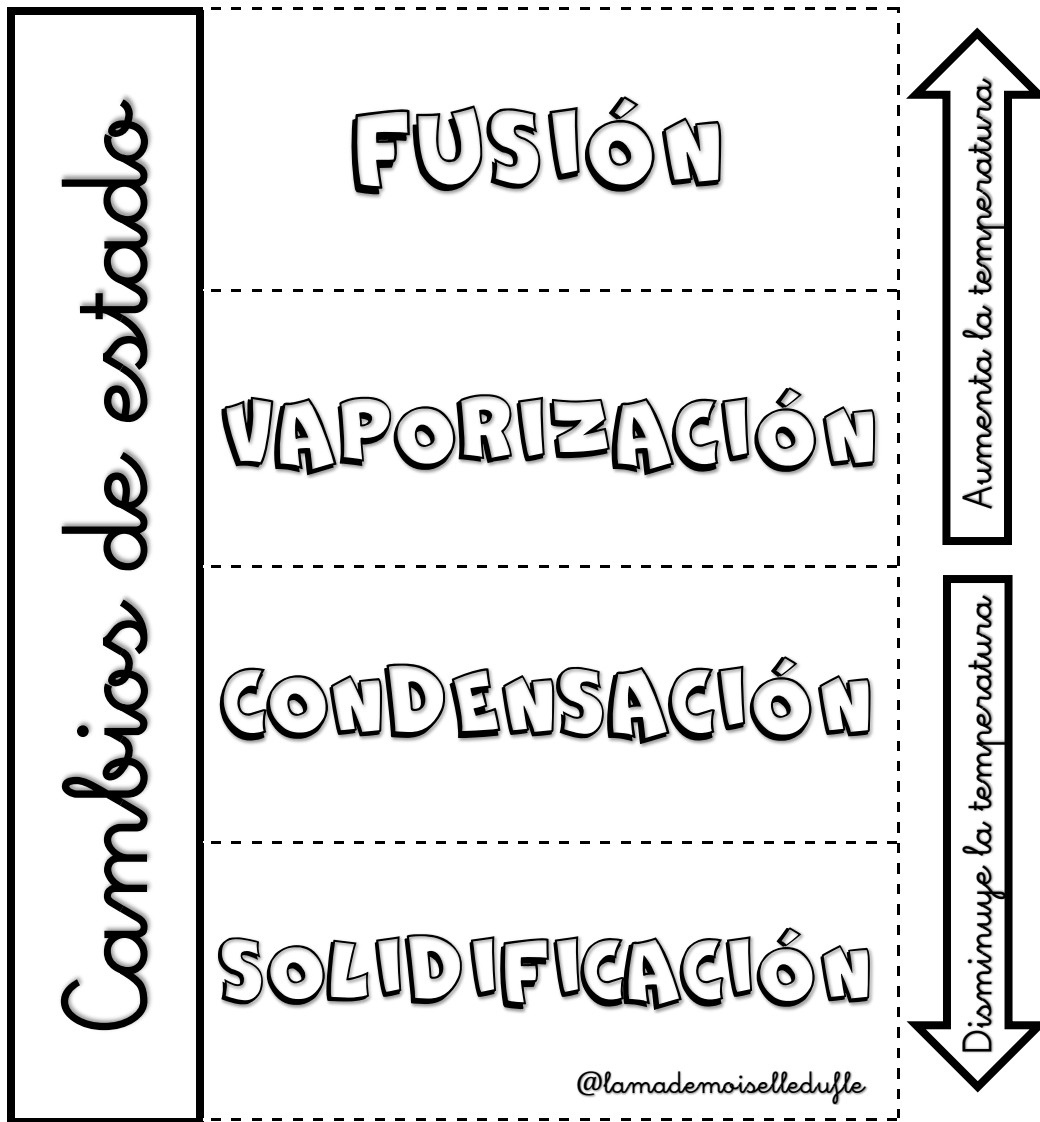 Cambios de estado
FUSIÓN
VAPORIZACIÓN
CONDENSACIÓN
SOLIDIFICACIÓN
@lamademoiselledufle
Aumenta la temperatura
Disminuye la temperatura